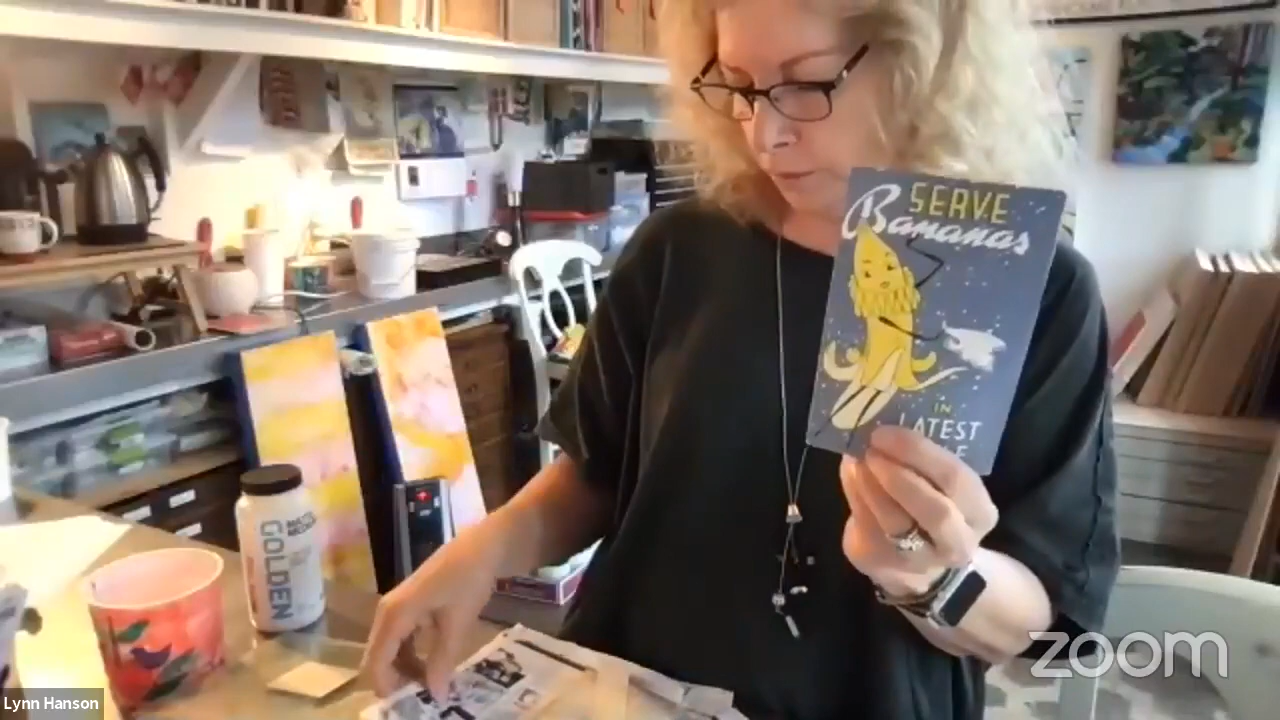 SERVE
Bananas
IN
LATEST
GOLDEN
zoom
Lynn Hanson